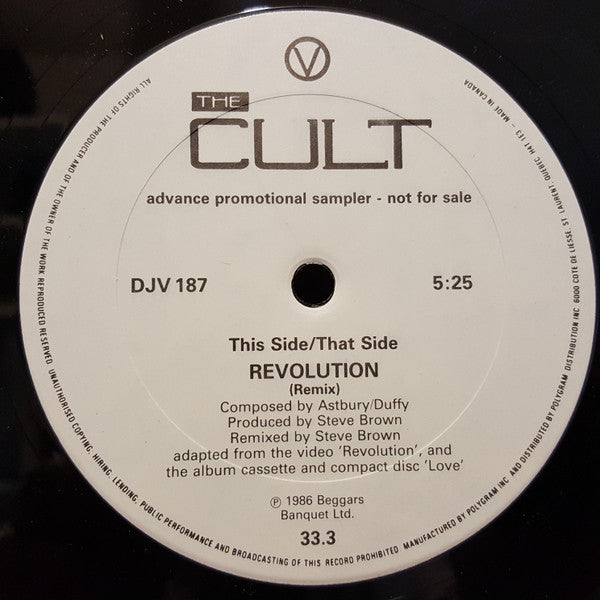 V
THE
CULT
advance promotional sampler - not for sale
DJV 187
5:25
This Side/That Side
REVOLUTION
(Remix)
Composed by Astbury/Duffy
Produced by Steve Brown
Remixed by Steve Brown
adapted from the video 'Revolution', and
the album cassette and compact disc 'Love'
℗ 1986 Beggars
Banquet Ltd.
33.3
ALL RIGHTS OF THE PRODUCER AND OF THE OWNER OF THE WORK REPRODUCED RESERVED. UNAUTHORISED COPYING, HIRING, LENDING, PUBLIC PERFORMANCE AND BROADCASTING OF THIS RECORD PROHIBITED. MANUFACTURED BY POLYGRAM INC. AND DISTRIBUTED BY POLYGRAM DISTRIBUTION INC. 6000 COTE DE LIESSE, ST. LAURENT, QUEBEC. H4T 1E3 - MADE IN CANADA